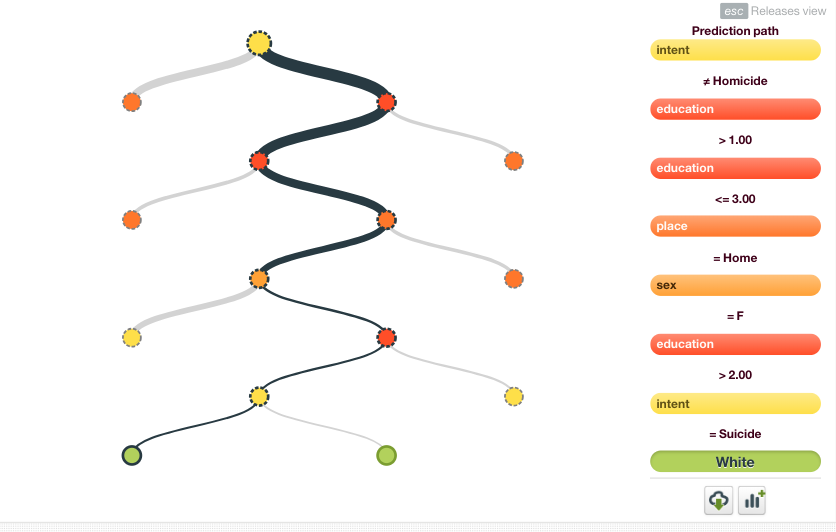 esc Releases view
Prediction path
intent
≠ Homicide
education
> 1.00
education
<= 3.00
place
= Home
sex
= F
education
> 2.00
intent
= Suicide
White